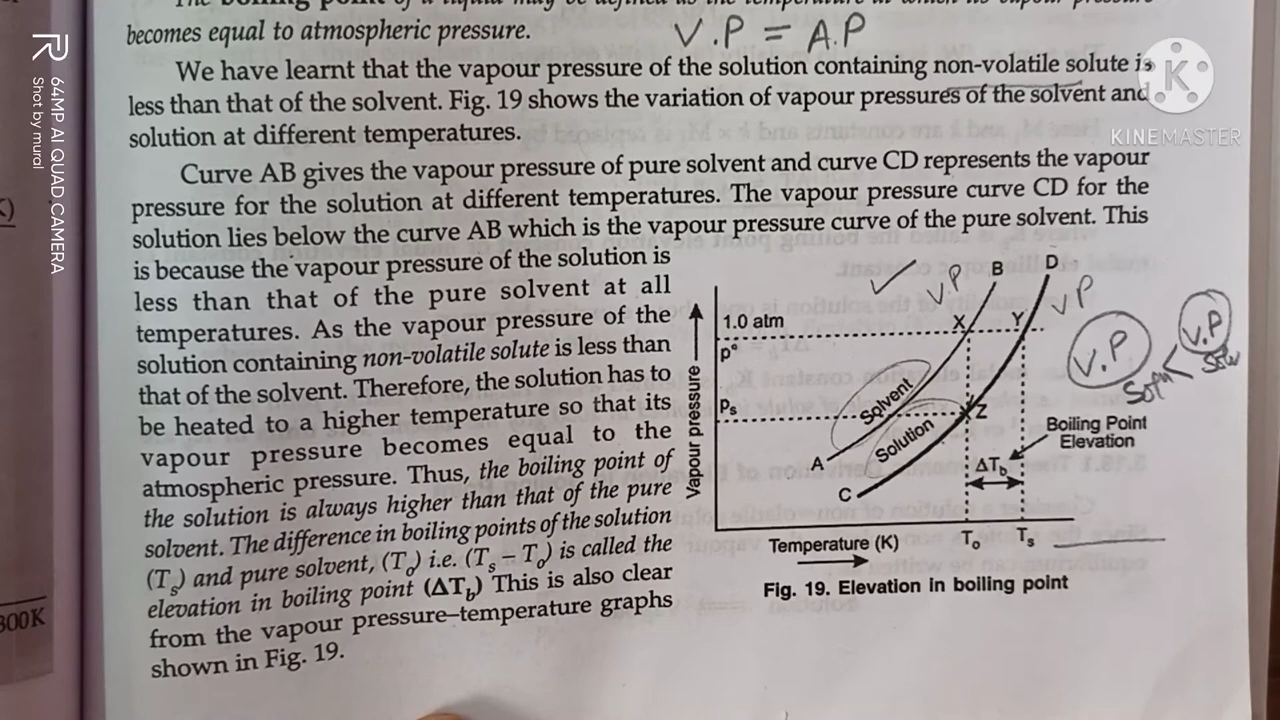 becomes equal to atmospheric pressure.
V.P = A.P
We have learnt that the vapour pressure of the solution containing non-volatile solute is
less than that of the solvent. Fig. 19 shows the variation of vapour pressures of the solvent and
solution at different temperatures.
Curve AB gives the vapour pressure of pure solvent and curve CD represents the vapour
pressure for the solution at different temperatures. The vapour pressure curve CD for the
solution lies below the curve AB which is the vapour pressure curve of the pure solvent. This
is because the vapour pressure of the solution is
less than that of the pure solvent at all
temperatures. As the vapour pressure of the
solution containing non-volatile solute is less than
that of the solvent. Therefore, the solution has to
be heated to a higher temperature so that its
vapour pressure becomes equal to the
atmospheric pressure. Thus, the boiling point of
the solution is always higher than that of the pure
solvent. The difference in boiling points of the solution
(Ts) and pure solvent, (To) i.e. (Ts – To) is called the
elevation in boiling point (ΔTb) This is also clear
from the vapour pressure–temperature graphs
shown in Fig. 19.
V.P
B
D
V P
1.0 atm
X
Y
p°
V.P
V.P
ps
Solvent
Solution
Z
Boiling Point
Elevation
A
C
ΔTb
Vapour pressure
To
Ts
Temperature (K)
Fig. 19. Elevation in boiling point
300K
K)
64MP AI QUAD CAMERA
Shot by mural
K
KINEMASTER